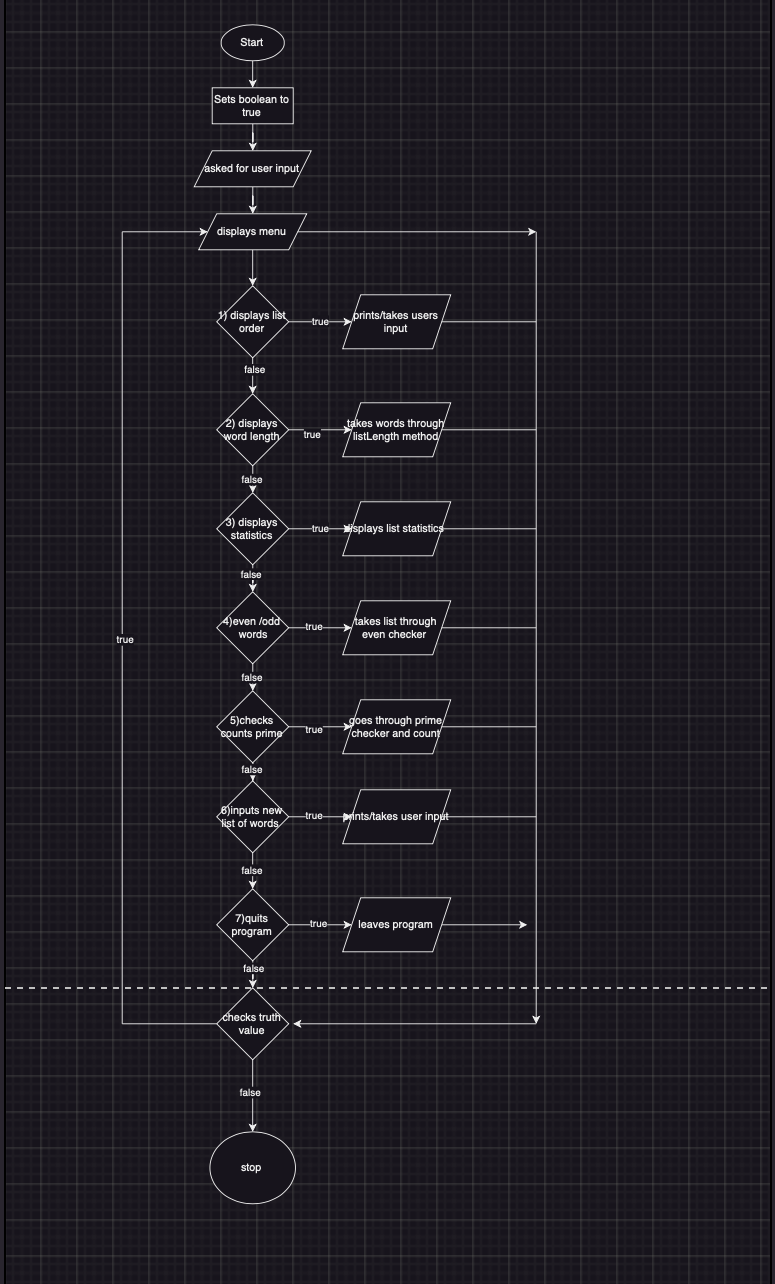 Start
Sets boolean to
true
asked for user input
displays menu
1) displays list
order
true
prints/takes users
input
false
2) displays
word length
true
takes words through
listLength method
false
3) displays
statistics
true
displays list statistics
false
4)even /odd
words
true
takes list through
even checker
true
false
5)checks
counts prime
true
goes through prime
checker and count
false
6)inputs new
list of words
true
prints/takes user input
false
7)quits
program
true
leaves program
false
checks truth
value
false
stop